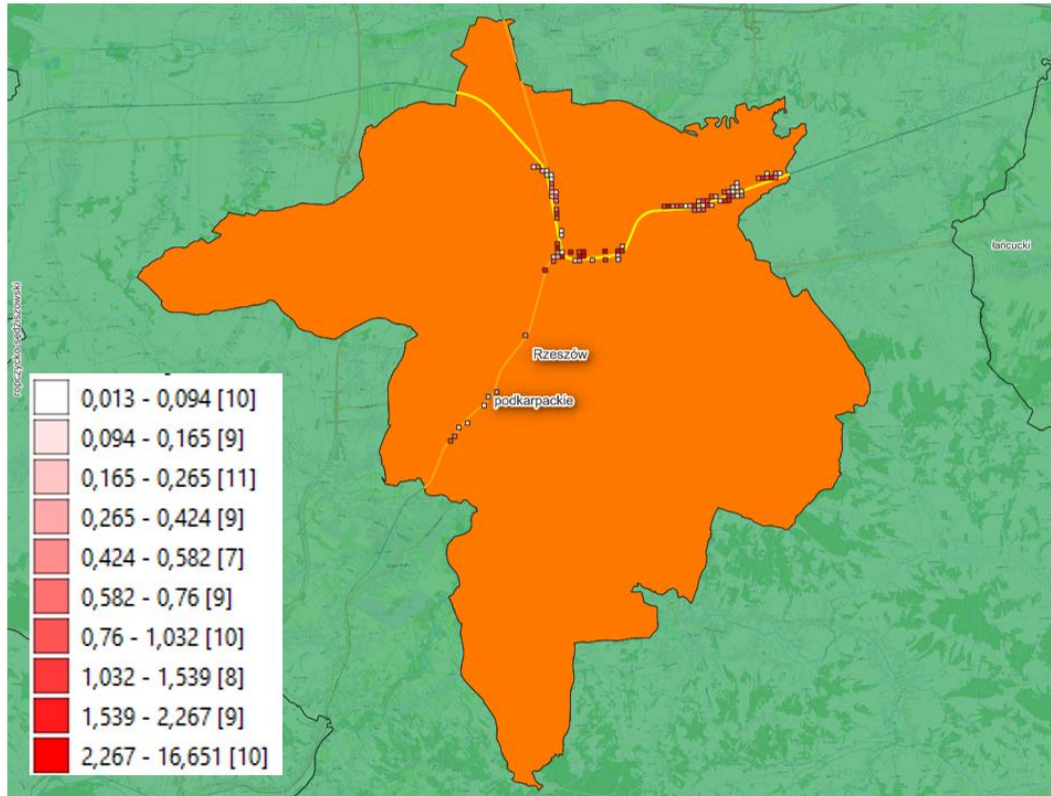 łańcucki
ropczycko-sędziszowski
Rzeszów
podkarpackie
0,013 - 0,094 [10]
0,094 - 0,165 [9]
0,165 - 0,265 [11]
0,265 - 0,424 [9]
0,424 - 0,582 [7]
0,582 - 0,76 [9]
0,76 - 1,032 [10]
1,032 - 1,539 [8]
1,539 - 2,267 [9]
2,267 - 16,651 [10]